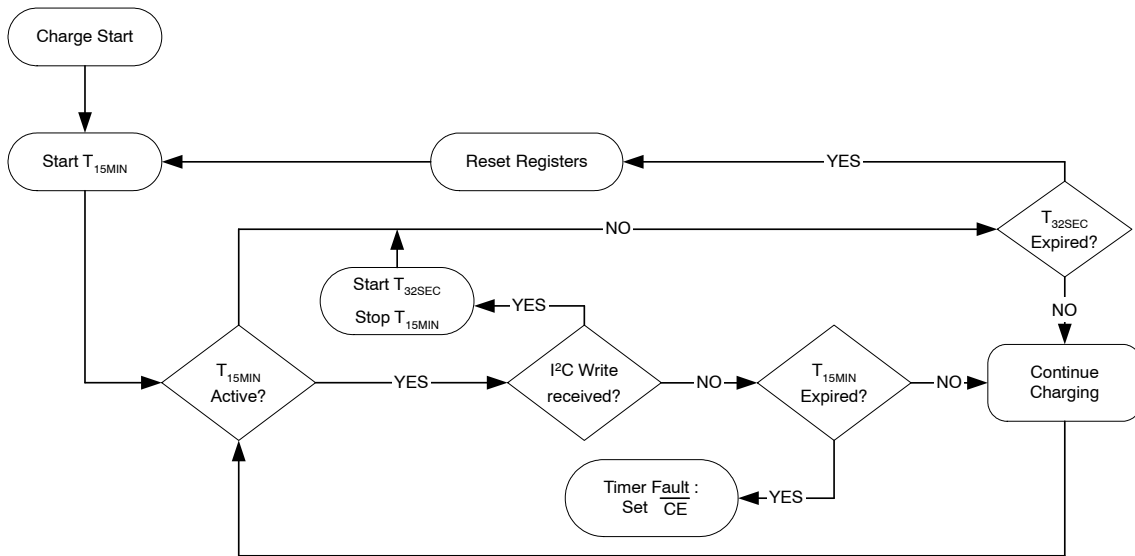 Charge Start
Start T15MIN
Reset Registers
YES
T32SEC
Expired?
NO
Start T32SEC
Stop T15MIN
YES
NO
T15MIN
Active?
YES
I²C Write
received?
NO
T15MIN
Expired?
NO
Continue
Charging
Timer Fault :
Set CE
YES